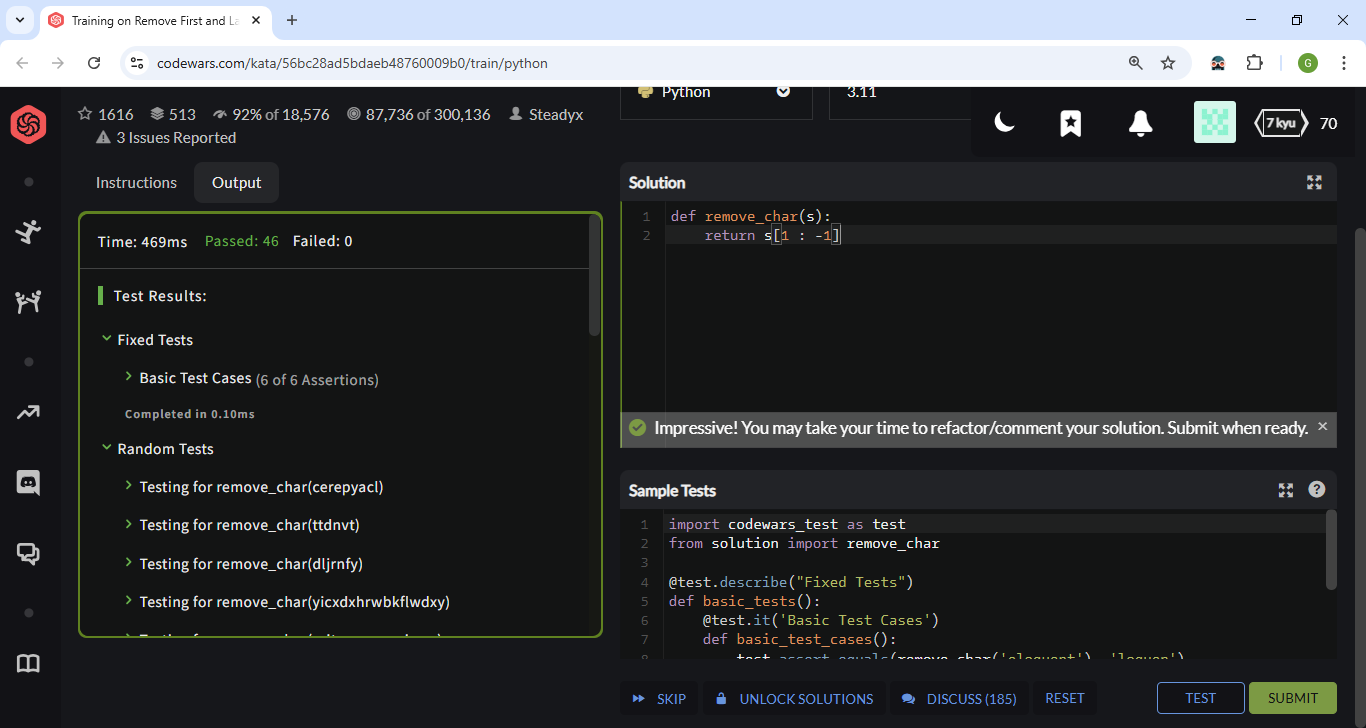 Training on Remove First and La
codewars.com/kata/56bc28ad5bdaeb48760009b0/train/python
G
1616 513 92% of 18,576 87,736 of 300,136 Steadyx
3 Issues Reported
Python
3.11
7 kyu 70
Instructions Output
Time: 469ms Passed: 46 Failed: 0
Test Results:
Fixed Tests
Basic Test Cases (6 of 6 Assertions)
Completed in 0.10ms
Random Tests
Testing for remove_char(cerepyacl)
Testing for remove_char(ttdnvt)
Testing for remove_char(dljrnfy)
Testing for remove_char(yicxdxhrwbkflwdxy)
Solution
1 def remove_char(s):
2     return s[1 : -1]
Impressive! You may take your time to refactor/comment your solution. Submit when ready.
Sample Tests
1 import codewars_test as test
2 from solution import remove_char
3
4 @test.describe("Fixed Tests")
5 def basic_tests():
6     @test.it('Basic Test Cases')
7     def basic_test_cases():
8         test.assert_equals(remove_char('eloquent'), 'loquen')
SKIP UNLOCK SOLUTIONS DISCUSS (185) RESET TEST SUBMIT